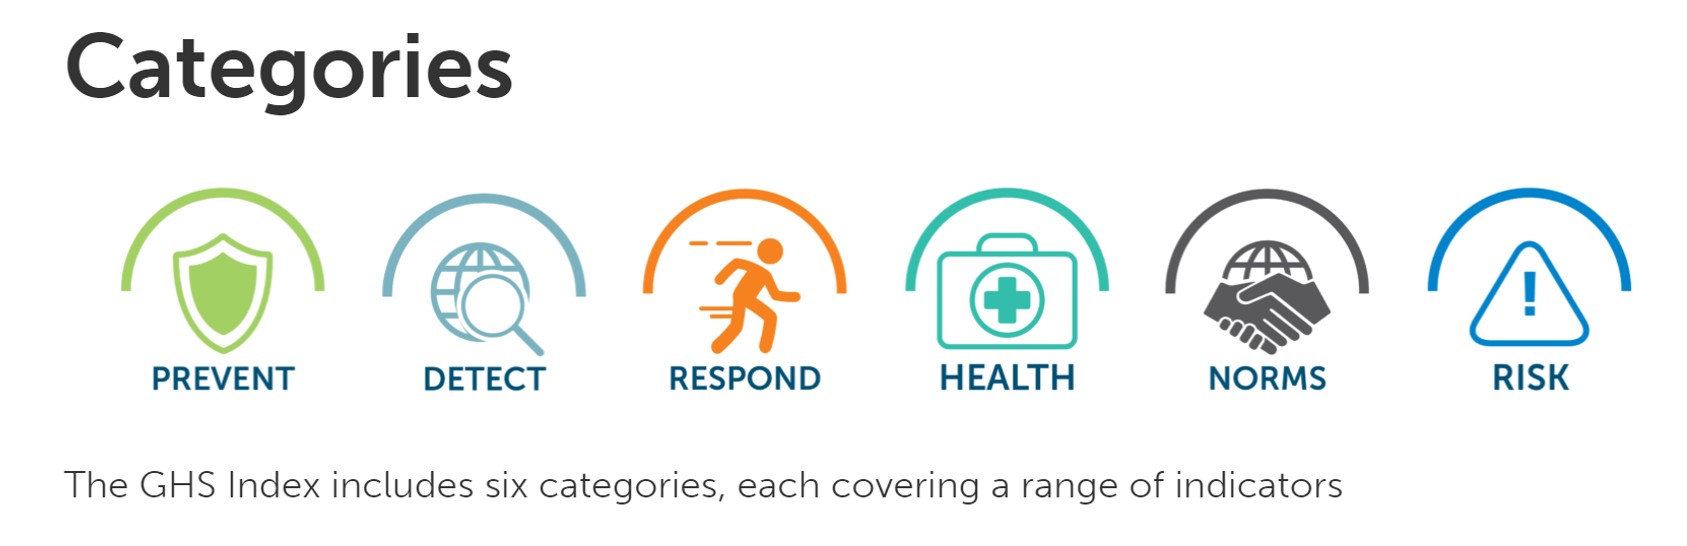 Categories
PREVENT DETECT RESPOND HEALTH NORMS RISK
The GHS Index includes six categories, each covering a range of indicators